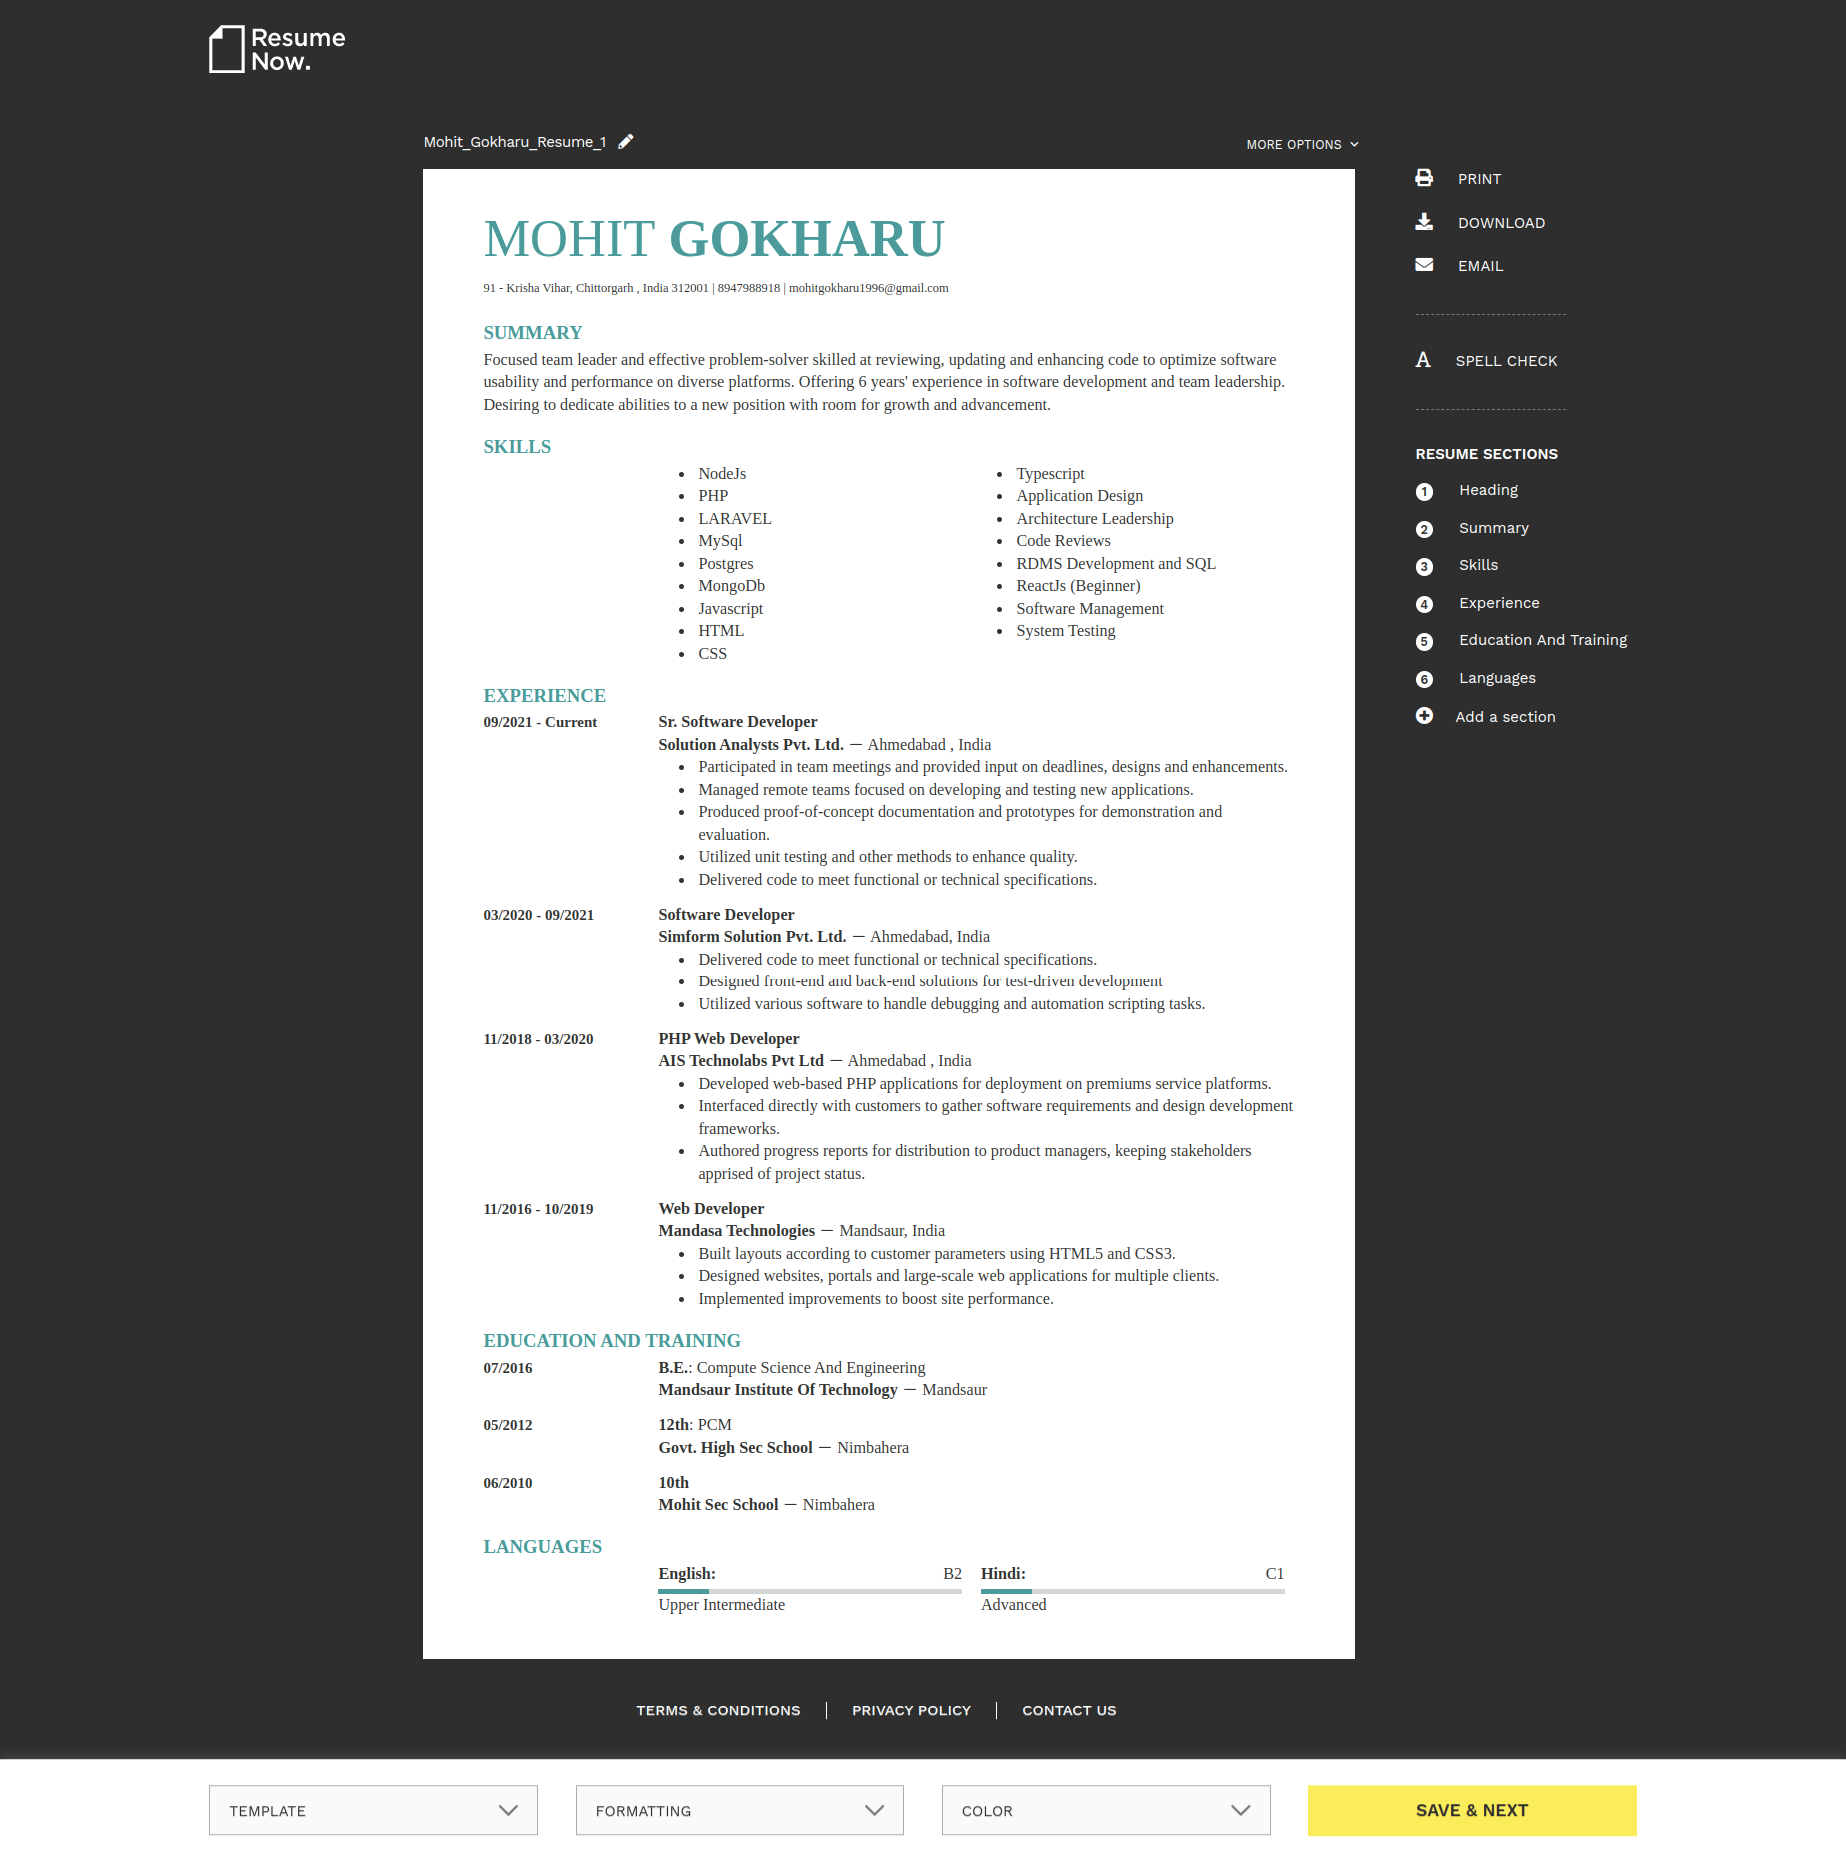 Resume
Now.
Mohit_Gokharu_Resume_1
MORE OPTIONS
MOHIT GOKHARU
91 - Krisha Vihar, Chittorgarh , India 312001 | 8947988918 | mohitgokharu1996@gmail.com
SUMMARY
Focused team leader and effective problem-solver skilled at reviewing, updating and enhancing code to optimize software
usability and performance on diverse platforms. Offering 6 years' experience in software development and team leadership.
Desiring to dedicate abilities to a new position with room for growth and advancement.
SKILLS
NodeJs
PHP
LARAVEL
MySql
Postgres
MongoDb
Javascript
HTML
CSS
Typescript
Application Design
Architecture Leadership
Code Reviews
RDMS Development and SQL
ReactJs (Beginner)
Software Management
System Testing
EXPERIENCE
09/2021 - Current
Sr. Software Developer
Solution Analysts Pvt. Ltd. — Ahmedabad , India
Participated in team meetings and provided input on deadlines, designs and enhancements.
Managed remote teams focused on developing and testing new applications.
Produced proof-of-concept documentation and prototypes for demonstration and
evaluation.
Utilized unit testing and other methods to enhance quality.
Delivered code to meet functional or technical specifications.
03/2020 - 09/2021
Software Developer
Simform Solution Pvt. Ltd. — Ahmedabad, India
Delivered code to meet functional or technical specifications.
Designed front-end and back-end solutions for test-driven development
Utilized various software to handle debugging and automation scripting tasks.
11/2018 - 03/2020
PHP Web Developer
AIS Technolabs Pvt Ltd — Ahmedabad , India
Developed web-based PHP applications for deployment on premiums service platforms.
Interfaced directly with customers to gather software requirements and design development
frameworks.
Authored progress reports for distribution to product managers, keeping stakeholders
apprised of project status.
11/2016 - 10/2019
Web Developer
Mandasa Technologies — Mandsaur, India
Built layouts according to customer parameters using HTML5 and CSS3.
Designed websites, portals and large-scale web applications for multiple clients.
Implemented improvements to boost site performance.
EDUCATION AND TRAINING
07/2016
B.E.: Compute Science And Engineering
Mandsaur Institute Of Technology — Mandsaur
05/2012
12th: PCM
Govt. High Sec School — Nimbahera
06/2010
10th
Mohit Sec School — Nimbahera
LANGUAGES
English: B2
Upper Intermediate
Hindi: C1
Advanced
PRINT
DOWNLOAD
EMAIL
A SPELL CHECK
RESUME SECTIONS
1 Heading
2 Summary
3 Skills
4 Experience
5 Education And Training
6 Languages
Add a section
TERMS & CONDITIONS
PRIVACY POLICY
CONTACT US
TEMPLATE
FORMATTING
COLOR
SAVE & NEXT